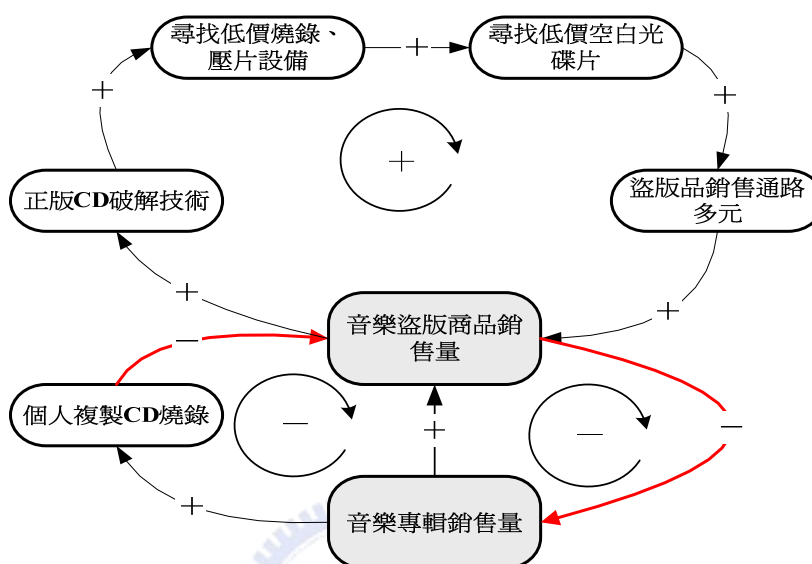 尋找低價燒錄、
壓片設備
+
尋找低價空白光
碟片
+
+
+
正版CD破解技術
盜版品銷售通路
多元
+
+
音樂盜版商品銷
售量
—
個人複製CD燒錄
—
+
—
—
+
音樂專輯銷售量